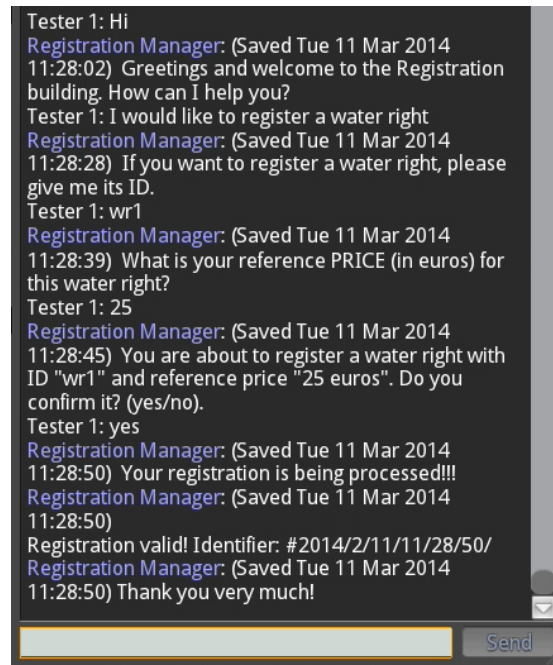 Tester 1: Hi
Registration Manager: (Saved Tue 11 Mar 2014
11:28:02)  Greetings and welcome to the Registration
building. How can I help you?
Tester 1: I would like to register a water right
Registration Manager: (Saved Tue 11 Mar 2014
11:28:28)  If you want to register a water right, please
give me its ID.
Tester 1: wr1
Registration Manager: (Saved Tue 11 Mar 2014
11:28:39)  What is your reference PRICE (in euros) for
this water right?
Tester 1: 25
Registration Manager: (Saved Tue 11 Mar 2014
11:28:45)  You are about to register a water right with
ID "wr1" and reference price "25 euros". Do you
confirm it? (yes/no).
Tester 1: yes
Registration Manager: (Saved Tue 11 Mar 2014
11:28:50)  Your registration is being processed!!!
Registration Manager: (Saved Tue 11 Mar 2014
11:28:50)
Registration valid! Identifier: #2014/2/11/11/28/50/
Registration Manager: (Saved Tue 11 Mar 2014
11:28:50) Thank you very much!
Send